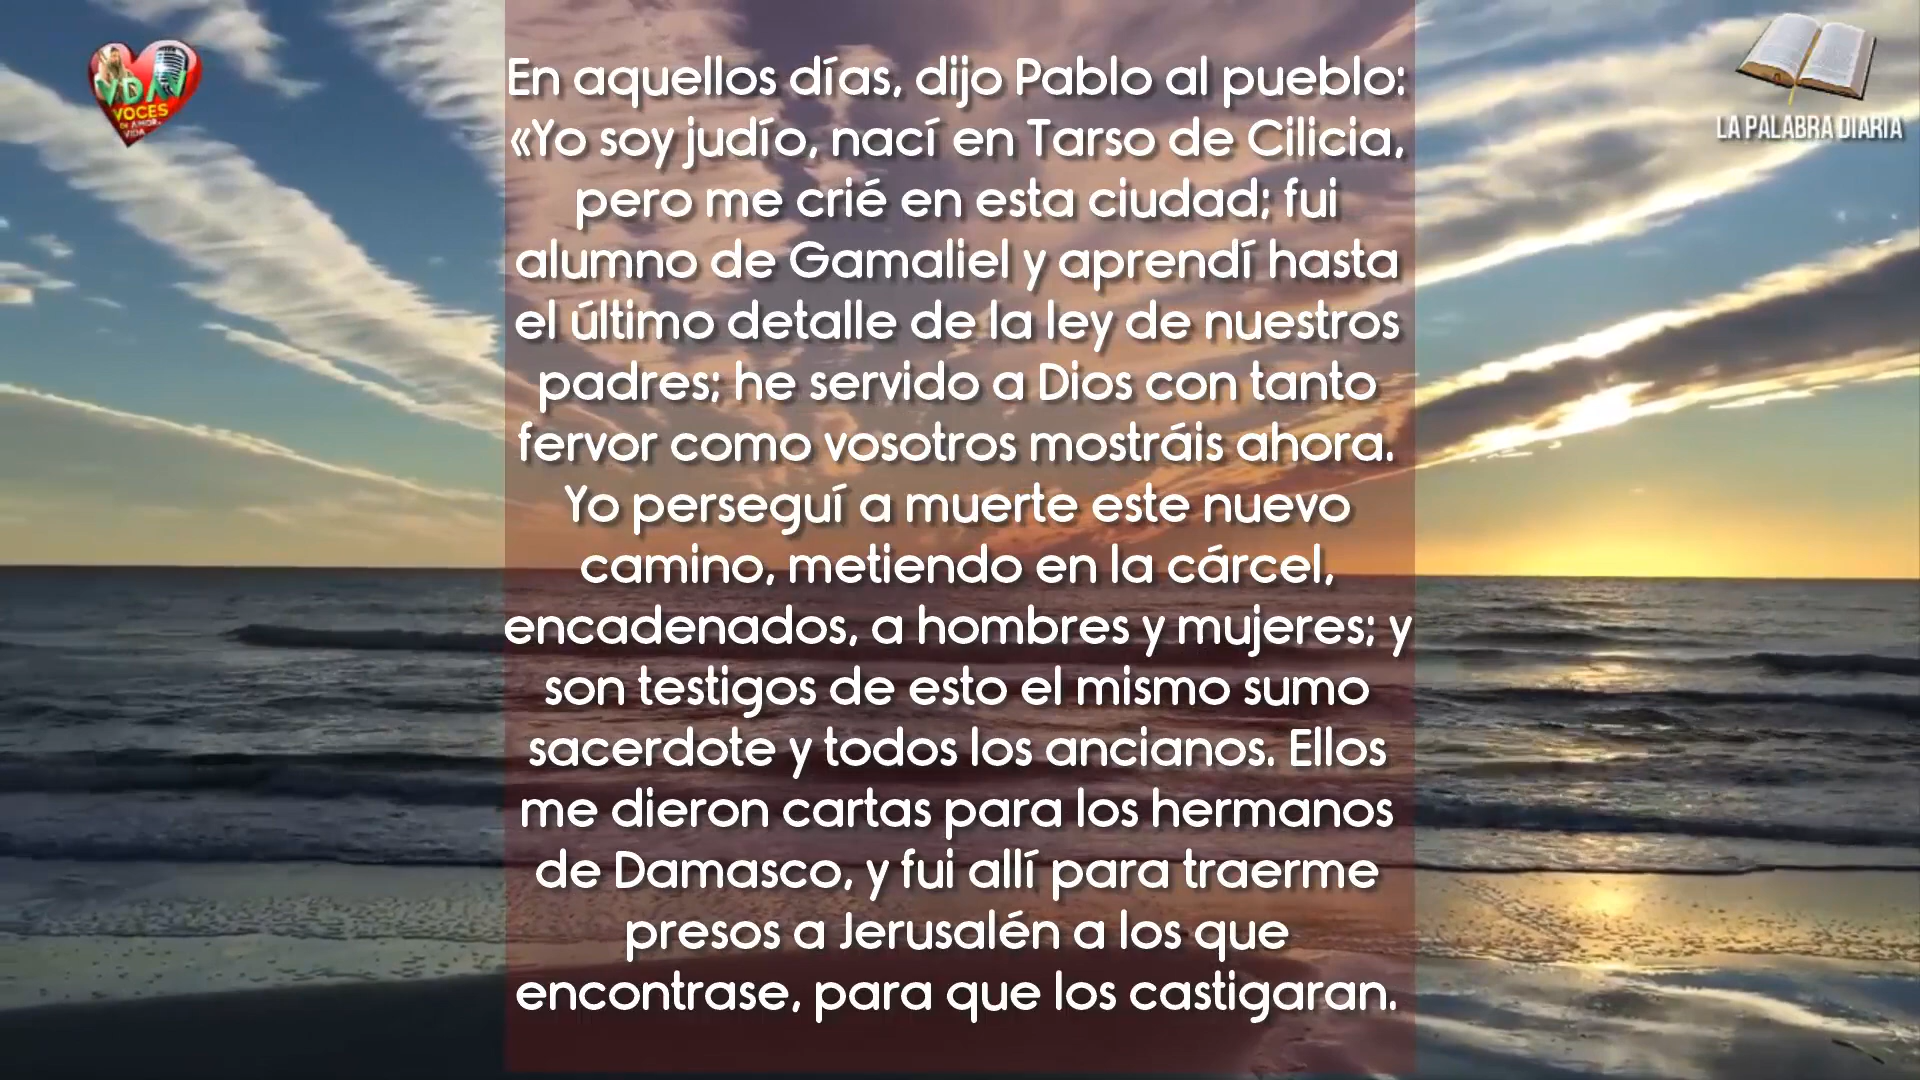 VDAV
VOCES
DE AMOR Y
VIDA
LA PALABRA DIARIA
En aquellos días, dijo Pablo al pueblo:
«Yo soy judío, nací en Tarso de Cilicia,
pero me crié en esta ciudad; fui
alumno de Gamaliel y aprendí hasta
el último detalle de la ley de nuestros
padres; he servido a Dios con tanto
fervor como vosotros mostráis ahora.
Yo perseguí a muerte este nuevo
camino, metiendo en la cárcel,
encadenados, a hombres y mujeres; y
son testigos de esto el mismo sumo
sacerdote y todos los ancianos. Ellos
me dieron cartas para los hermanos
de Damasco, y fui allí para traerme
presos a Jerusalén a los que
encontrase, para que los castigaran.